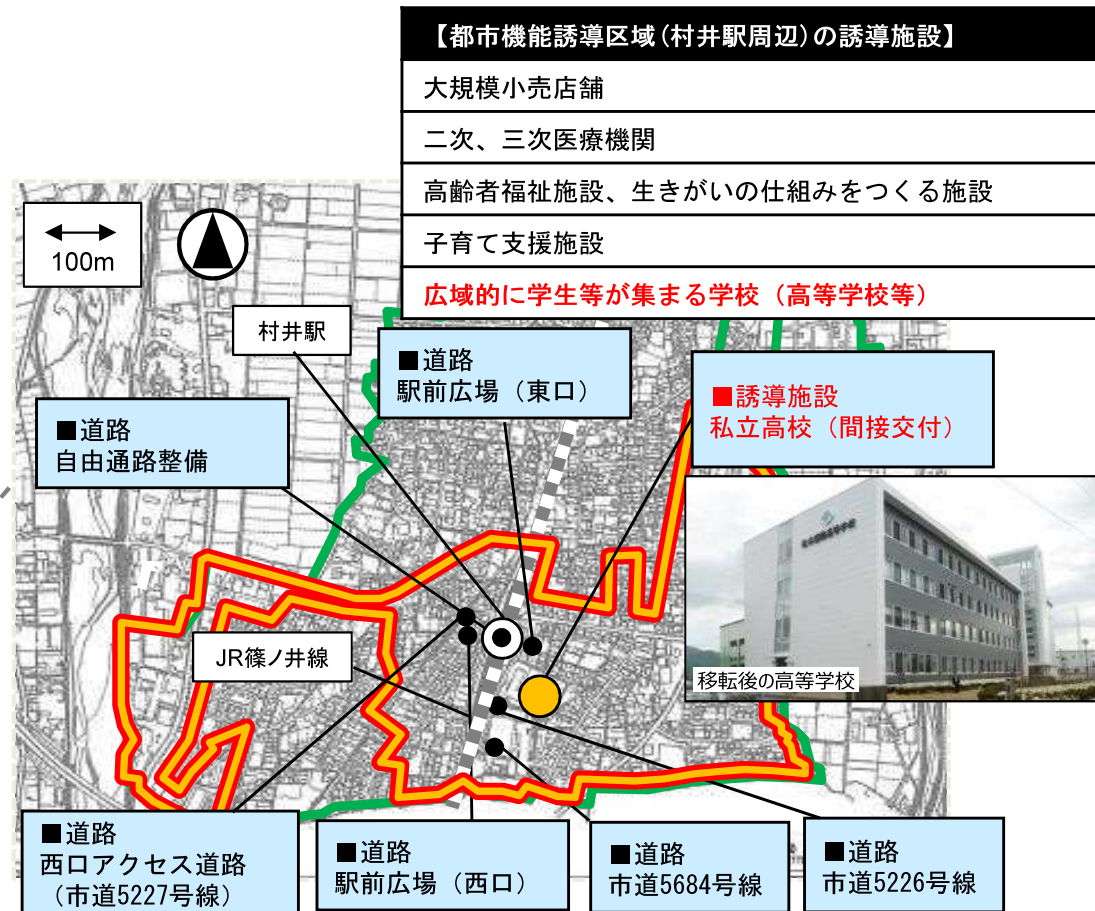 【都市機能誘導区域(村井駅周辺)の誘導施設】
大規模小売店舗
二次、三次医療機関
高齢者福祉施設、生きがいの仕組みをつくる施設
子育て支援施設
広域的に学生等が集まる学校（高等学校等）
100m
村井駅
■道路
駅前広場（東口）
■誘導施設
私立高校（間接交付）
■道路
自由通路整備
JR篠ノ井線
移転後の高等学校
■道路
西口アクセス道路
（市道5227号線）
■道路
駅前広場（西口）
■道路
市道5684号線
■道路
市道5226号線